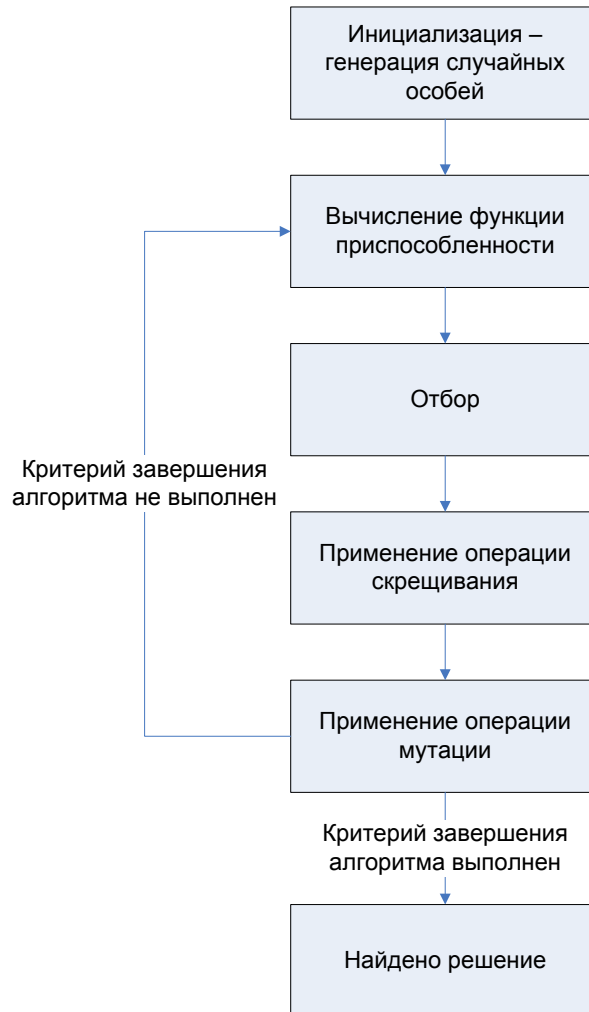 Инициализация –
генерация случайных
особей
Вычисление функции
приспособленности
Отбор
Критерий завершения
алгоритма не выполнен
Применение операции
скрещивания
Применение операции
мутации
Критерий завершения
алгоритма выполнен
Найдено решение